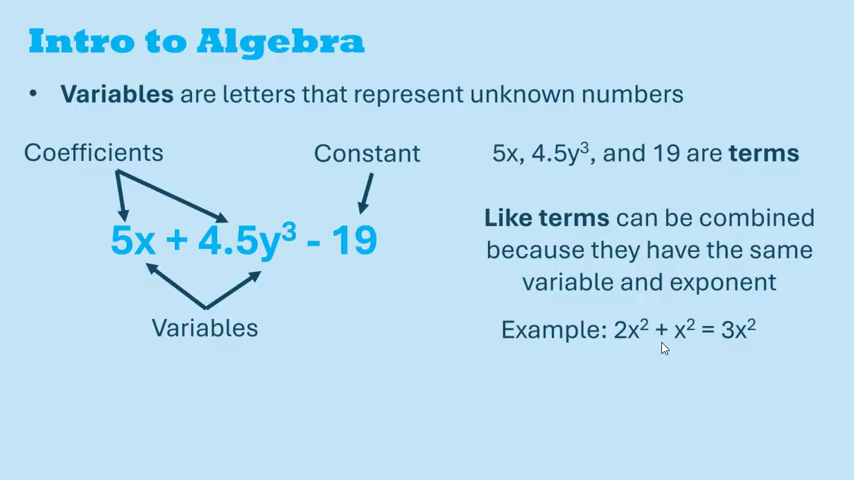 Intro to Algebra
• Variables are letters that represent unknown numbers
Coefficients
Constant
5x + 4.5y³ - 19
Variables
5x, 4.5y³, and 19 are terms
Like terms can be combined
because they have the same
variable and exponent
Example: 2x² + x² = 3x²